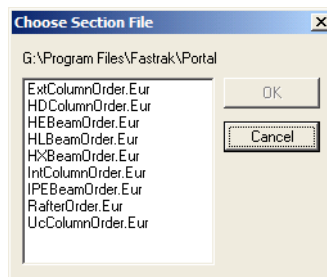 Choose Section File
G:\Program Files\Fastrak\Portal
ExtColumnOrder.Eur
HDColumnOrder.Eur
HEBeamOrder.Eur
HLBeamOrder.Eur
HXBeamOrder.Eur
IntColumnOrder.Eur
IPEBeamOrder.Eur
RafterOrder.Eur
UcColumnOrder.Eur
OK
Cancel